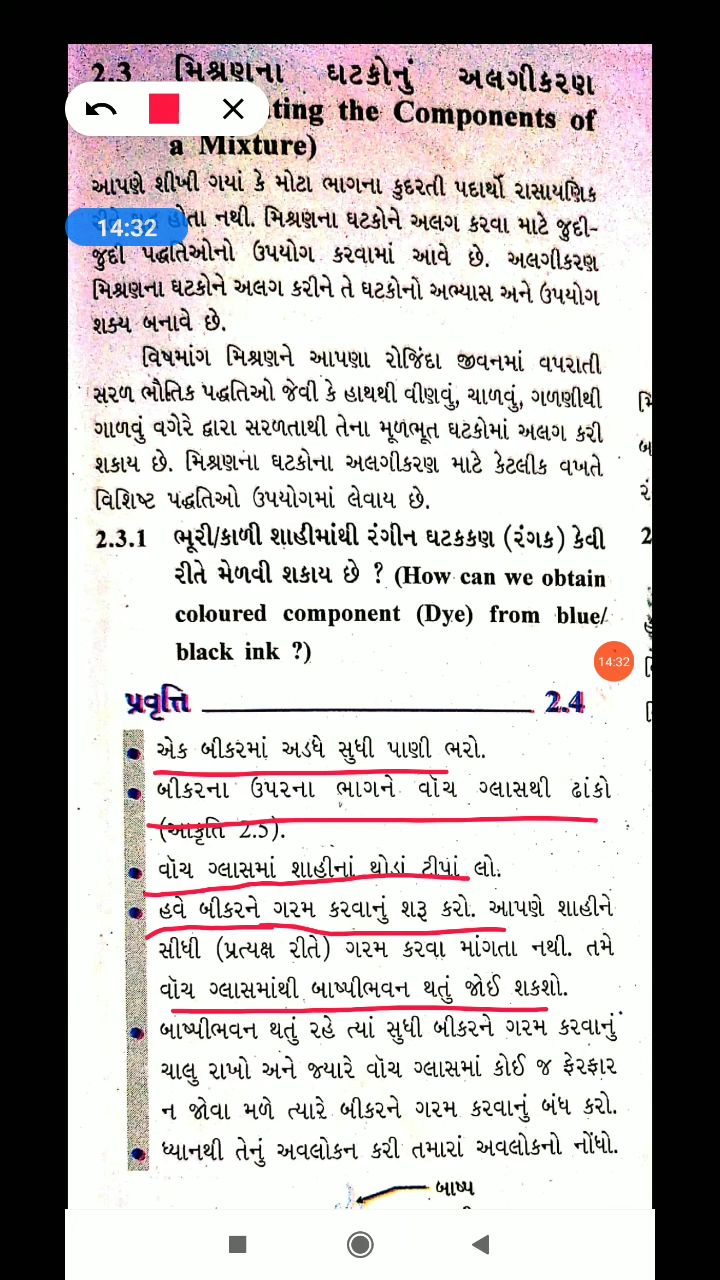 2.3 મિશ્રણના ઘટકોનું અલગીકરણ
ting the Components of
a Mixture)
આપણે શીખી ગયાં કે મોટા ભાગના કુદરતી પદાર્થો રાસાયણિક
હોતા નથી. મિશ્રણના ઘટકોને અલગ કરવા માટે જુદી-
14:32
જુદી પદ્ધતિઓનો ઉપયોગ કરવામાં આવે છે. અલગીકરણ
મિશ્રણના ઘટકોને અલગ કરીને તે ઘટકોનો અભ્યાસ અને ઉપયોગ
શક્ય બનાવે છે.
વિષમાંગ મિશ્રણને આપણા રોજિંદા જીવનમાં વપરાતી
સરળ ભૌતિક પદ્ધતિઓ જેવી કે હાથથી વીણવું, ચાળવું, ગળણીથી
ગાળવું વગેરે દ્વારા સરળતાથી તેના મૂળભૂત ઘટકોમાં અલગ કરી
શકાય છે. મિશ્રણના ઘટકોના અલગીકરણ માટે કેટલીક વખતે
વિશિષ્ટ પદ્ધતિઓ ઉપયોગમાં લેવાય છે.
2.3.1 ભૂરી/કાળી શાહીમાંથી રંગીન ઘટકકણ (રંગક) કેવી
રીતે મેળવી શકાય છે ? (How can we obtain
coloured component (Dye) from blue/
black ink ?)
14:32
પ્રવૃત્તિ 2.4
• એક બીકરમાં અડધે સુધી પાણી ભરો.
• બીકરના ઉપરના ભાગને વૉચ ગ્લાસથી ઢાંકો
(આકૃતિ 2.5).
• વૉચ ગ્લાસમાં શાહીનાં થોડાં ટીપાં લો.
• હવે બીકરને ગરમ કરવાનું શરૂ કરો. આપણે શાહીને
સીધી (પ્રત્યક્ષ રીતે) ગરમ કરવા માંગતા નથી. તમે
વૉચ ગ્લાસમાંથી બાષ્પીભવન થતું જોઈ શકશો.
• બાષ્પીભવન થતું રહે ત્યાં સુધી બીકરને ગરમ કરવાનું
ચાલુ રાખો અને જ્યારે વૉચ ગ્લાસમાં કોઈ જ ફેરફાર
ન જોવા મળે ત્યારે બીકરને ગરમ કરવાનું બંધ કરો.
• ધ્યાનથી તેનું અવલોકન કરી તમારાં અવલોકનો નોંધો.
બાષ્પ